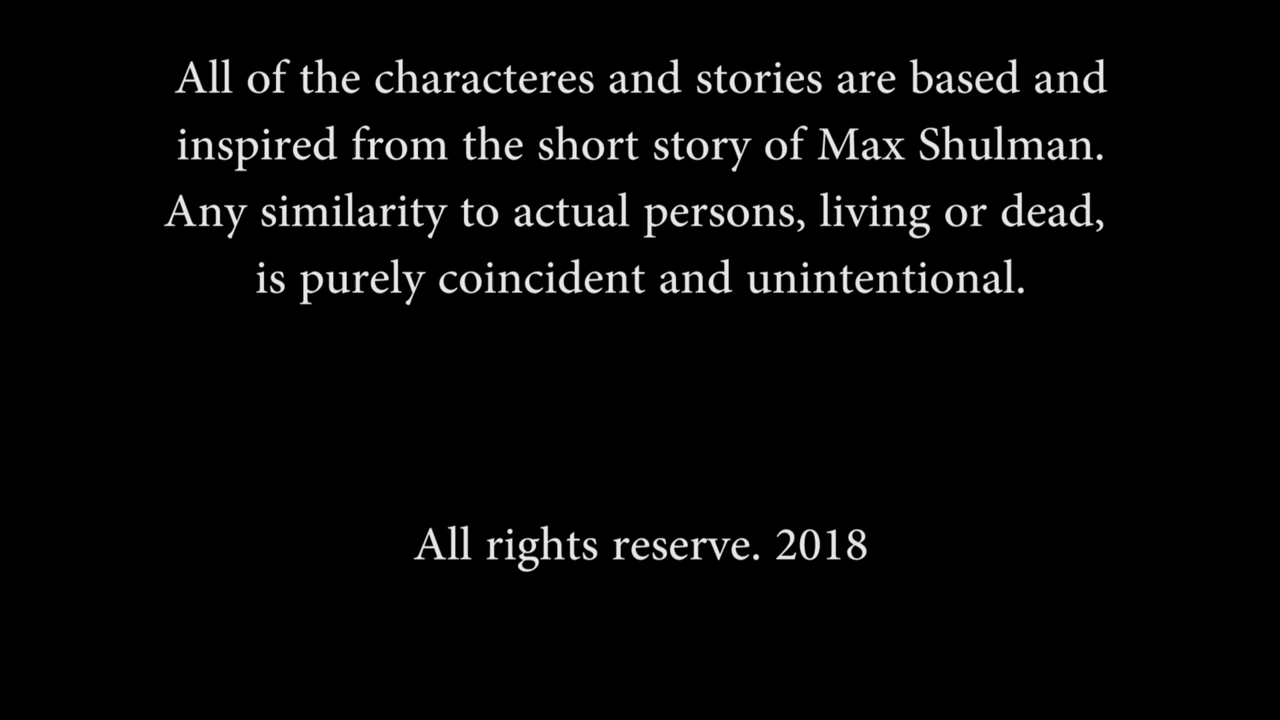 All of the characteres and stories are based and
inspired from the short story of Max Shulman.
Any similarity to actual persons, living or dead,
is purely coincident and unintentional.
All rights reserve. 2018